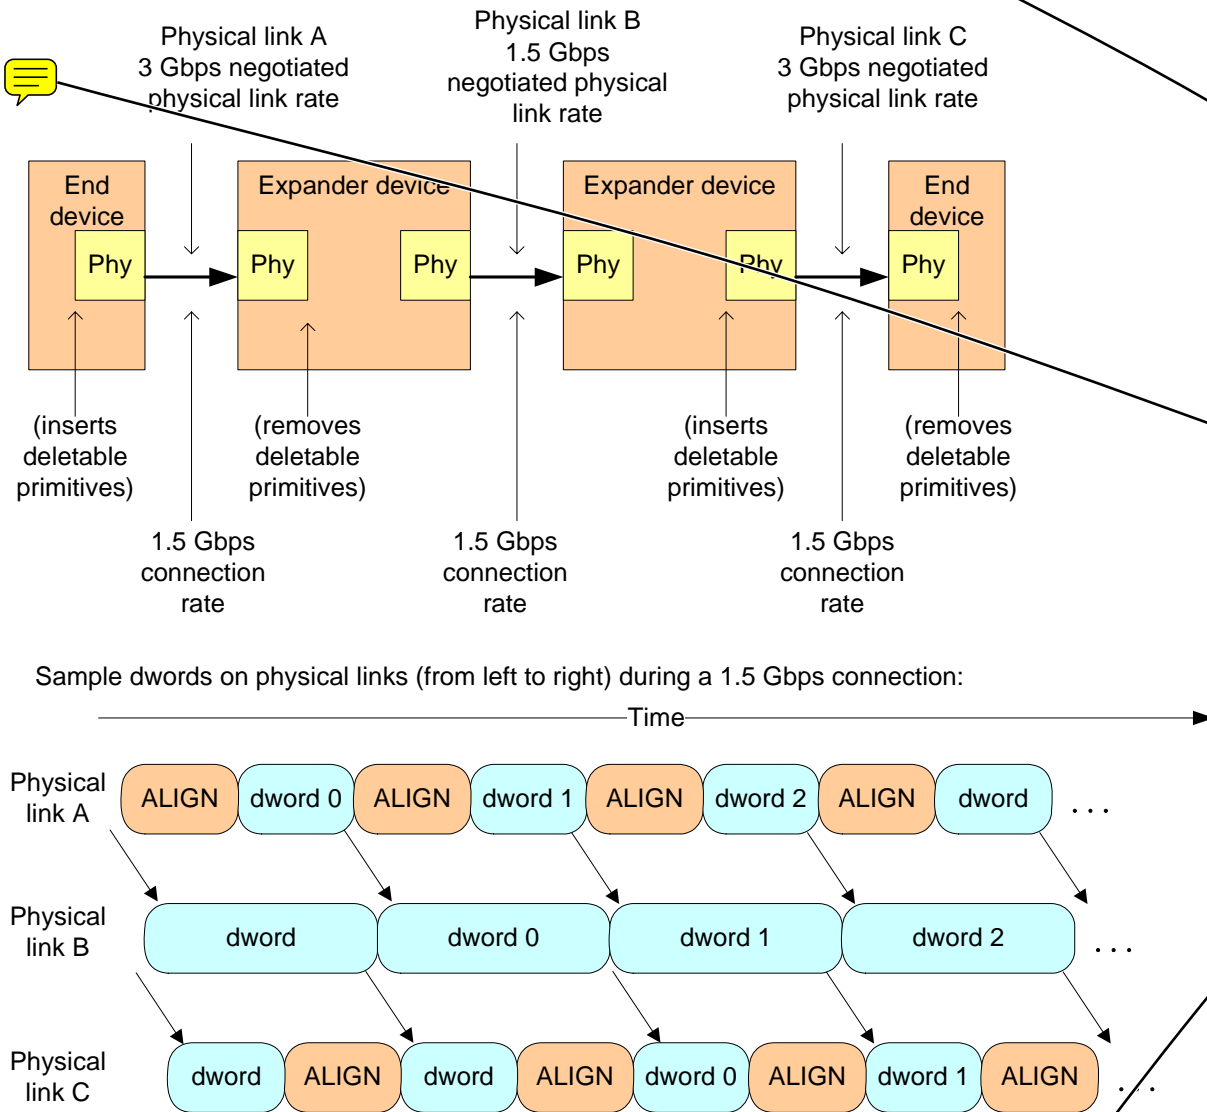 Physical link A
3 Gbps negotiated
physical link rate
Physical link B
1.5 Gbps
negotiated physical
link rate
Physical link C
3 Gbps negotiated
physical link rate
End
device
Expander device
Expander device
End
device
Phy
Phy
Phy
Phy
Phy
Phy
(inserts
deletable
primitives)
(removes
deletable
primitives)
(inserts
deletable
primitives)
(removes
deletable
primitives)
1.5 Gbps
connection
rate
1.5 Gbps
connection
rate
1.5 Gbps
connection
rate
Sample dwords on physical links (from left to right) during a 1.5 Gbps connection:
Time
Physical
link A
ALIGN dword 0 ALIGN dword 1 ALIGN dword 2 ALIGN dword . . .
Physical
link B
dword dword 0 dword 1 dword 2 . . .
Physical
link C
dword ALIGN dword ALIGN dword 0 ALIGN dword 1 ALIGN . . .